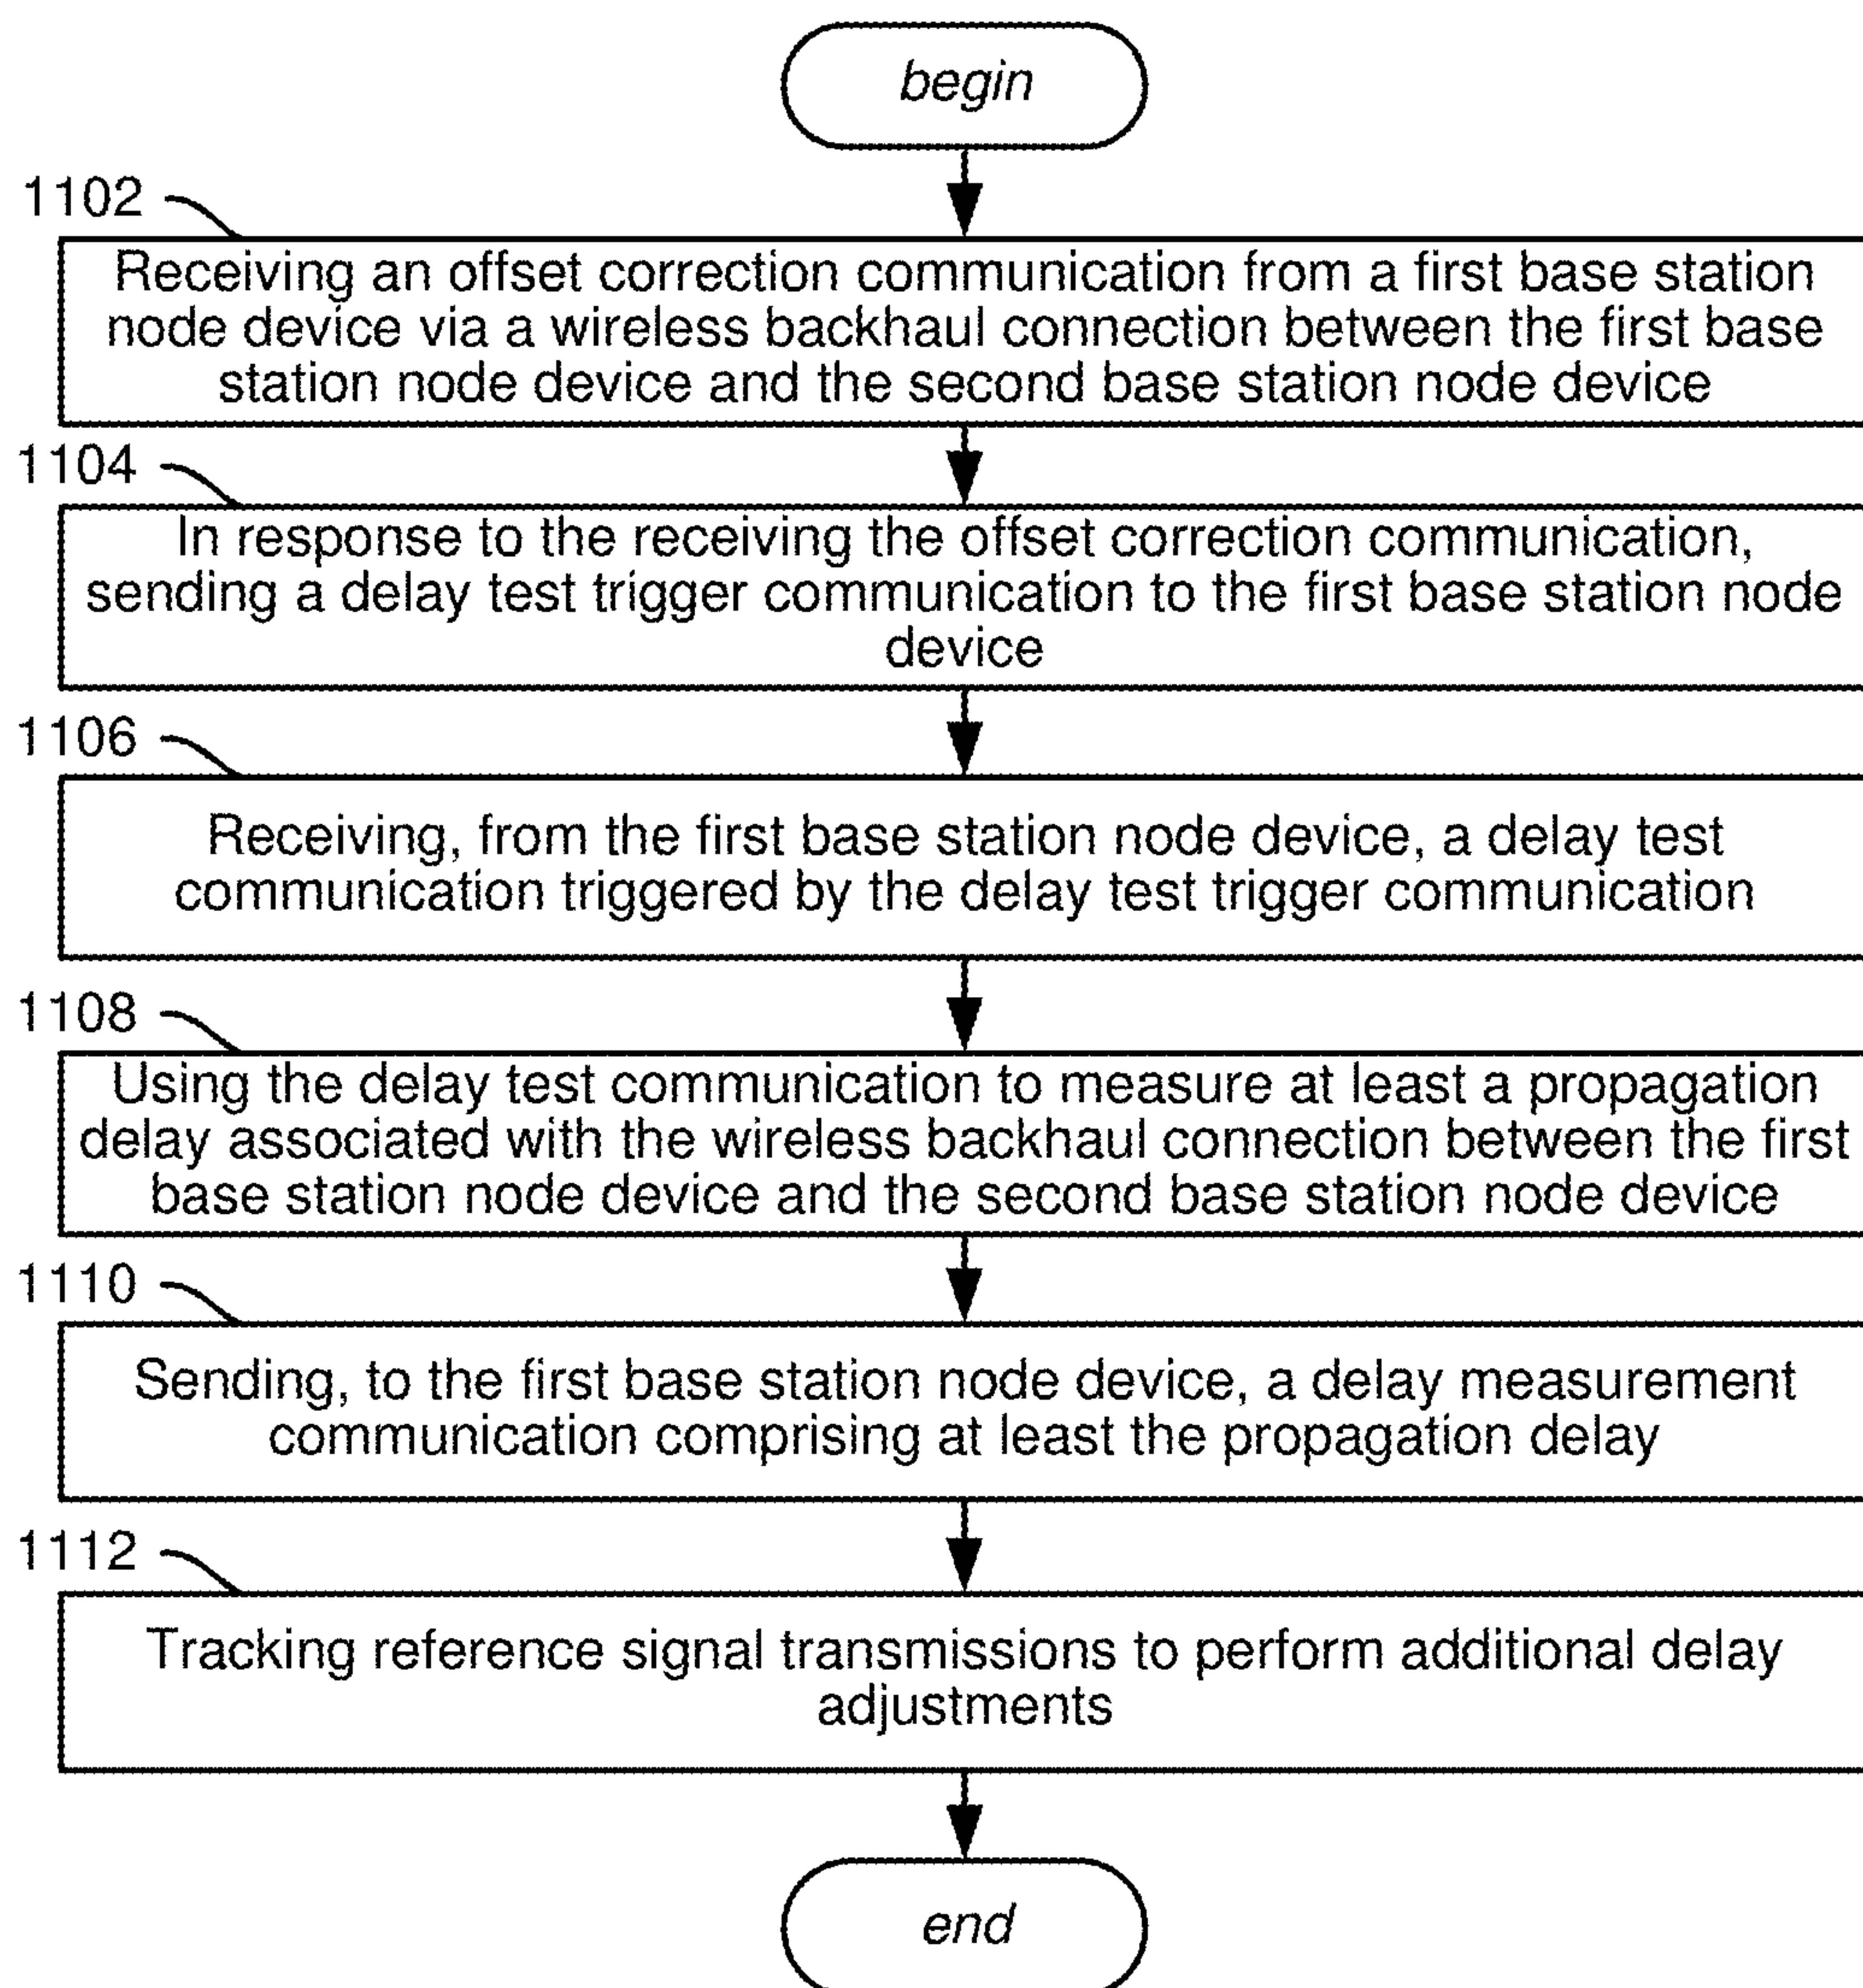 begin
1102
Receiving an offset correction communication from a first base station
node device via a wireless backhaul connection between the first base
station node device and the second base station node device
1104
In response to the receiving the offset correction communication,
sending a delay test trigger communication to the first base station node
device
1106
Receiving, from the first base station node device, a delay test
communication triggered by the delay test trigger communication
1108
Using the delay test communication to measure at least a propagation
delay associated with the wireless backhaul connection between the first
base station node device and the second base station node device
1110
Sending, to the first base station node device, a delay measurement
communication comprising at least the propagation delay
1112
Tracking reference signal transmissions to perform additional delay
adjustments
end